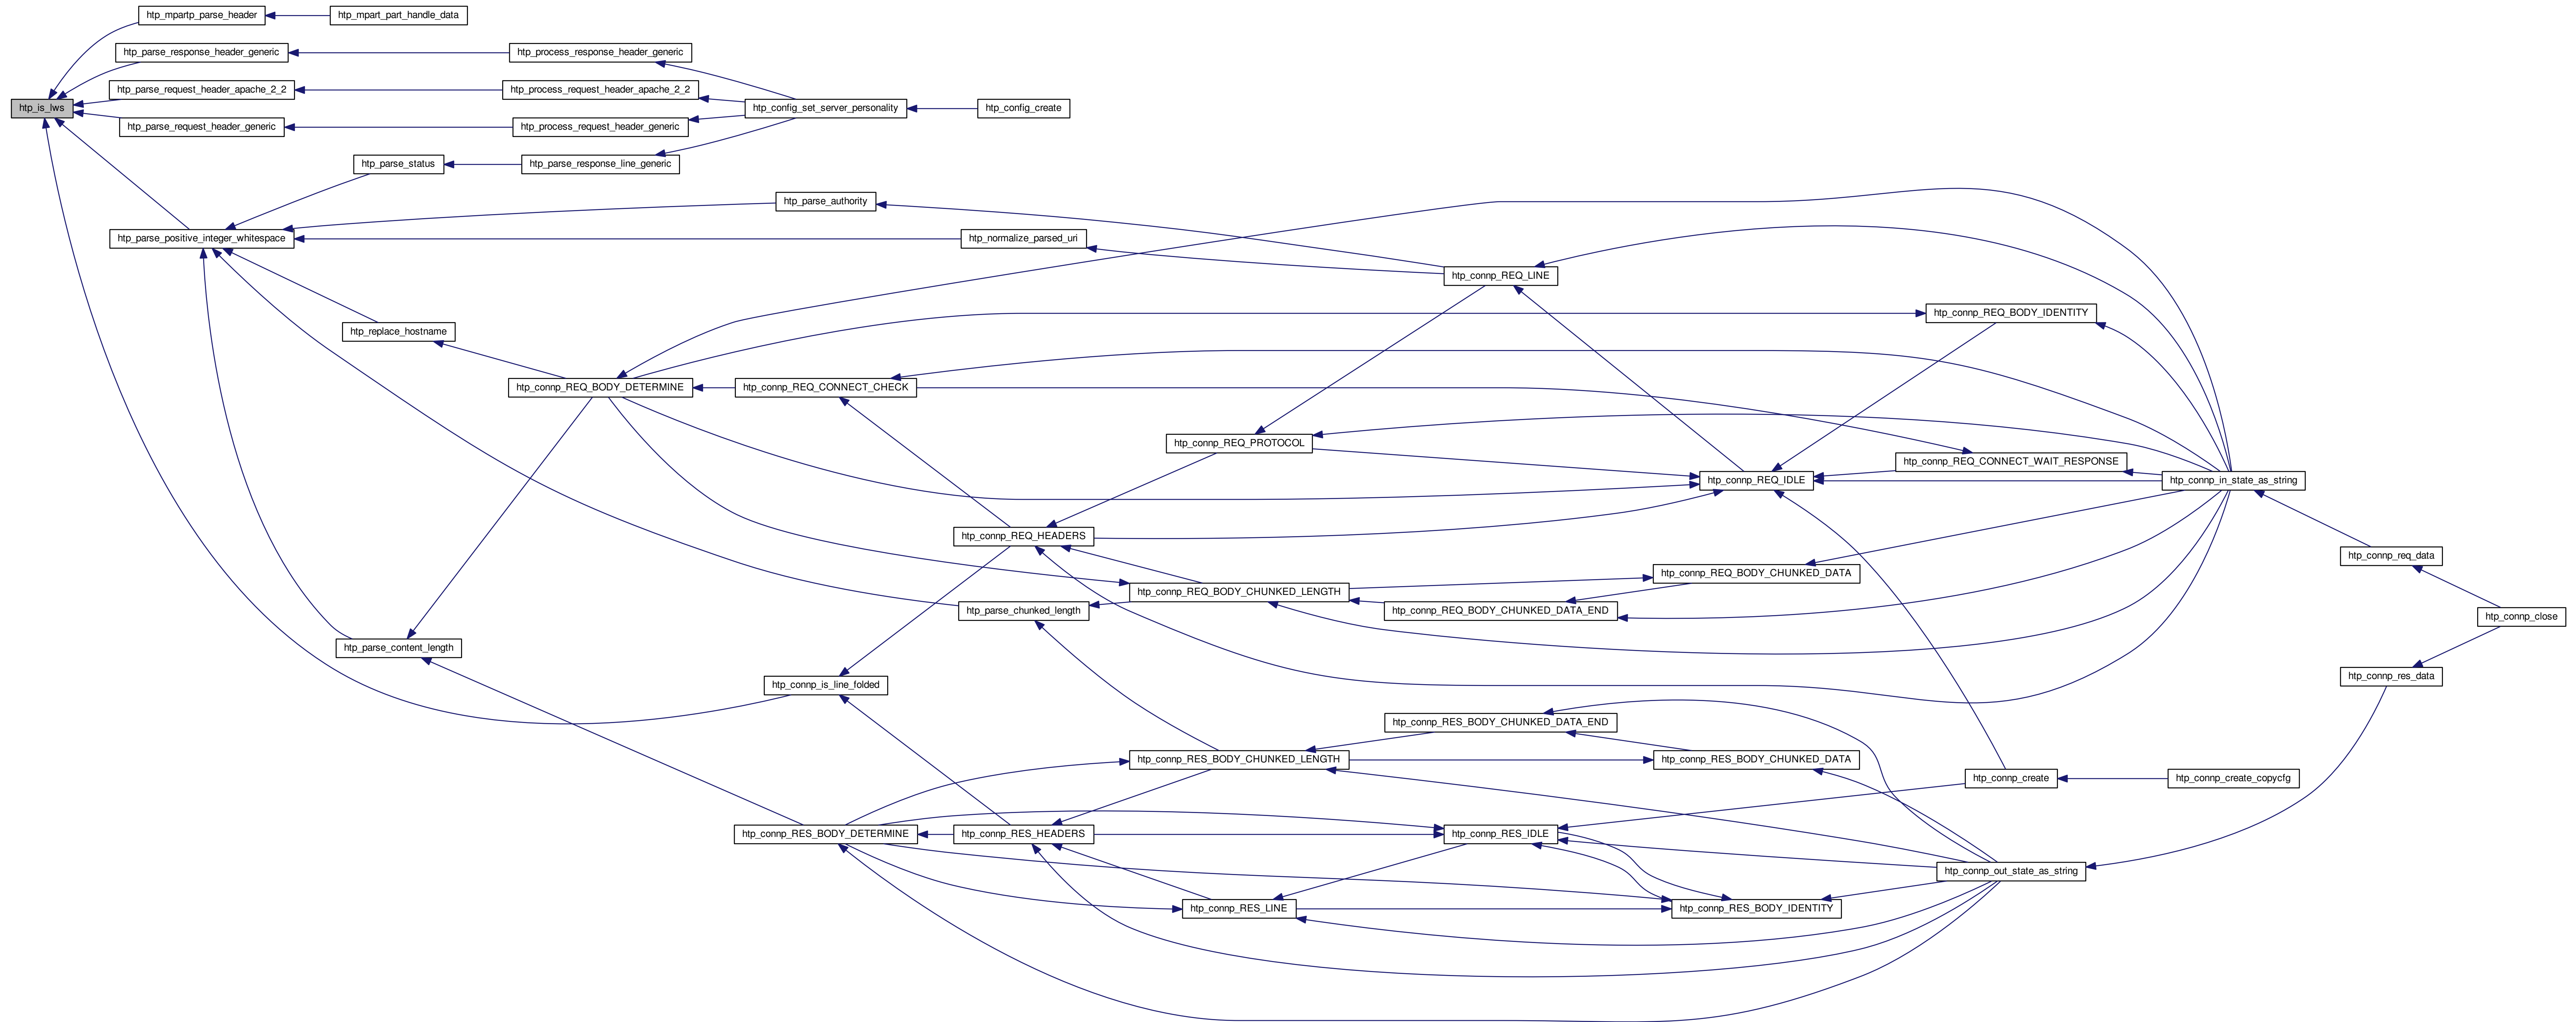 htp_mpartp_parse_header
htp_mpart_part_handle_data
htp_parse_response_header_generic
htp_process_response_header_generic
htp_parse_request_header_apache_2_2
htp_process_request_header_apache_2_2
htp_is_lws
htp_config_set_server_personality
htp_config_create
htp_parse_request_header_generic
htp_process_request_header_generic
htp_parse_status
htp_parse_response_line_generic
htp_parse_authority
htp_parse_positive_integer_whitespace
htp_normalize_parsed_uri
htp_connp_REQ_LINE
htp_connp_REQ_BODY_IDENTITY
htp_replace_hostname
htp_connp_REQ_BODY_DETERMINE
htp_connp_REQ_CONNECT_CHECK
htp_connp_REQ_PROTOCOL
htp_connp_REQ_CONNECT_WAIT_RESPONSE
htp_connp_REQ_IDLE
htp_connp_in_state_as_string
htp_connp_REQ_HEADERS
htp_connp_req_data
htp_connp_REQ_BODY_CHUNKED_DATA
htp_connp_REQ_BODY_CHUNKED_LENGTH
htp_parse_chunked_length
htp_connp_REQ_BODY_CHUNKED_DATA_END
htp_connp_close
htp_parse_content_length
htp_connp_res_data
htp_connp_is_line_folded
htp_connp_RES_BODY_CHUNKED_DATA_END
htp_connp_RES_BODY_CHUNKED_LENGTH
htp_connp_RES_BODY_CHUNKED_DATA
htp_connp_create
htp_connp_create_copycfg
htp_connp_RES_BODY_DETERMINE
htp_connp_RES_HEADERS
htp_connp_RES_IDLE
htp_connp_out_state_as_string
htp_connp_RES_LINE
htp_connp_RES_BODY_IDENTITY